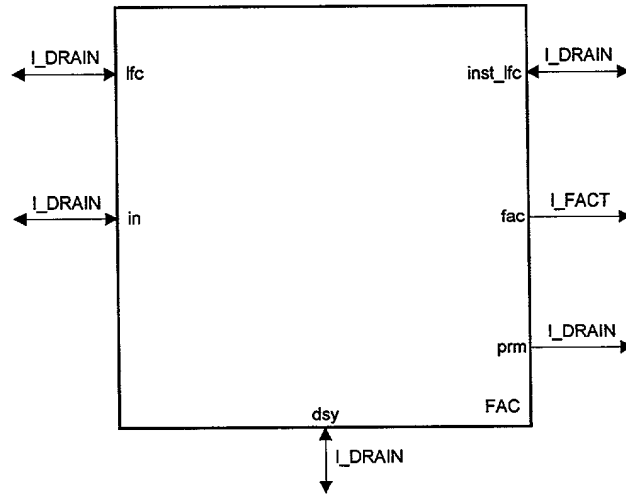 I_DRAIN
lfc
inst_lfc
I_DRAIN
I_DRAIN
in
fac
I_FACT
prm
I_DRAIN
FAC
dsy
I_DRAIN